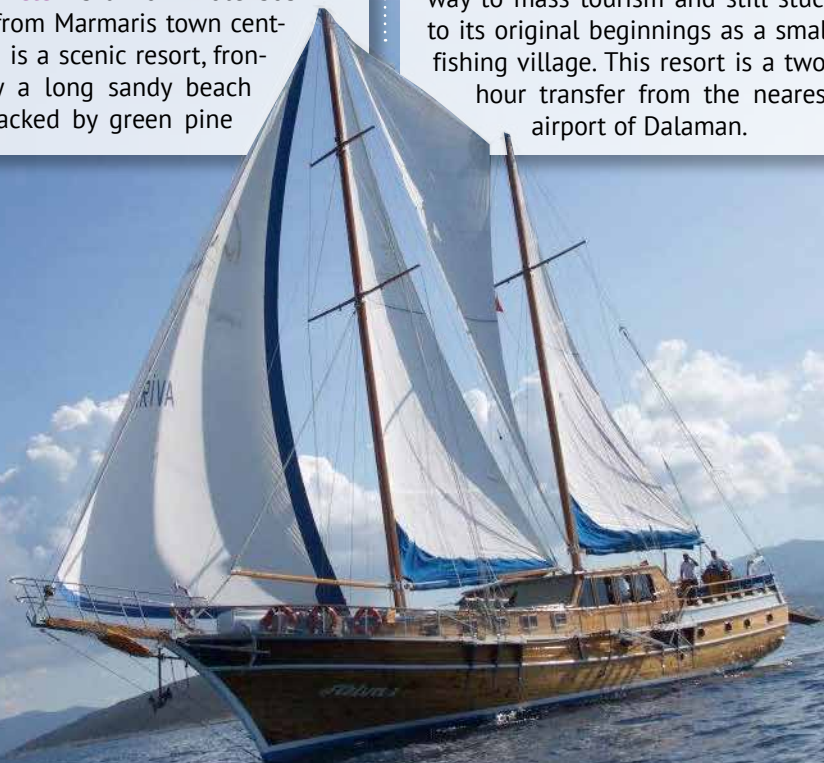 from Marmaris town cent-
is a scenic resort, fron-
a long sandy beach
acked by green pine
way to mass tourism and still stuc
to its original beginnings as a smal
fishing village. This resort is a two
hour transfer from the neares
airport of Dalaman.
RIVA